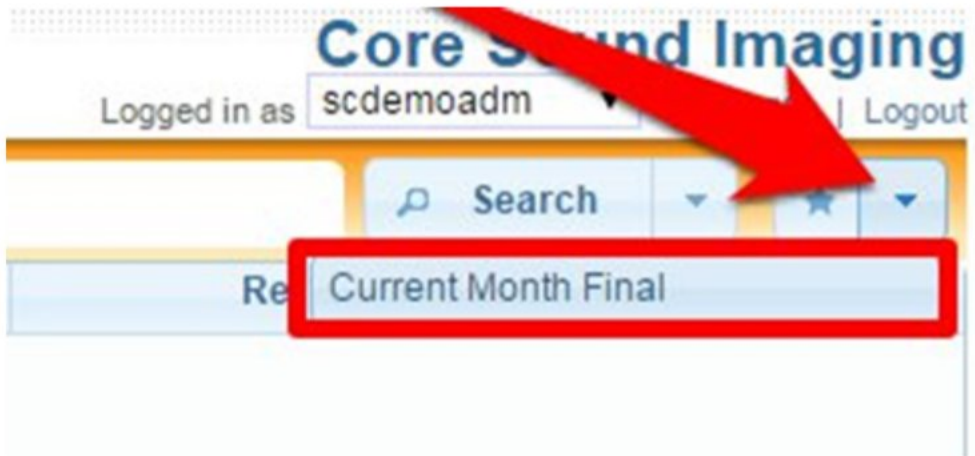 Core Sound Imaging
Logged in as scdemoadm | Logout
Search
Re
Current Month Final